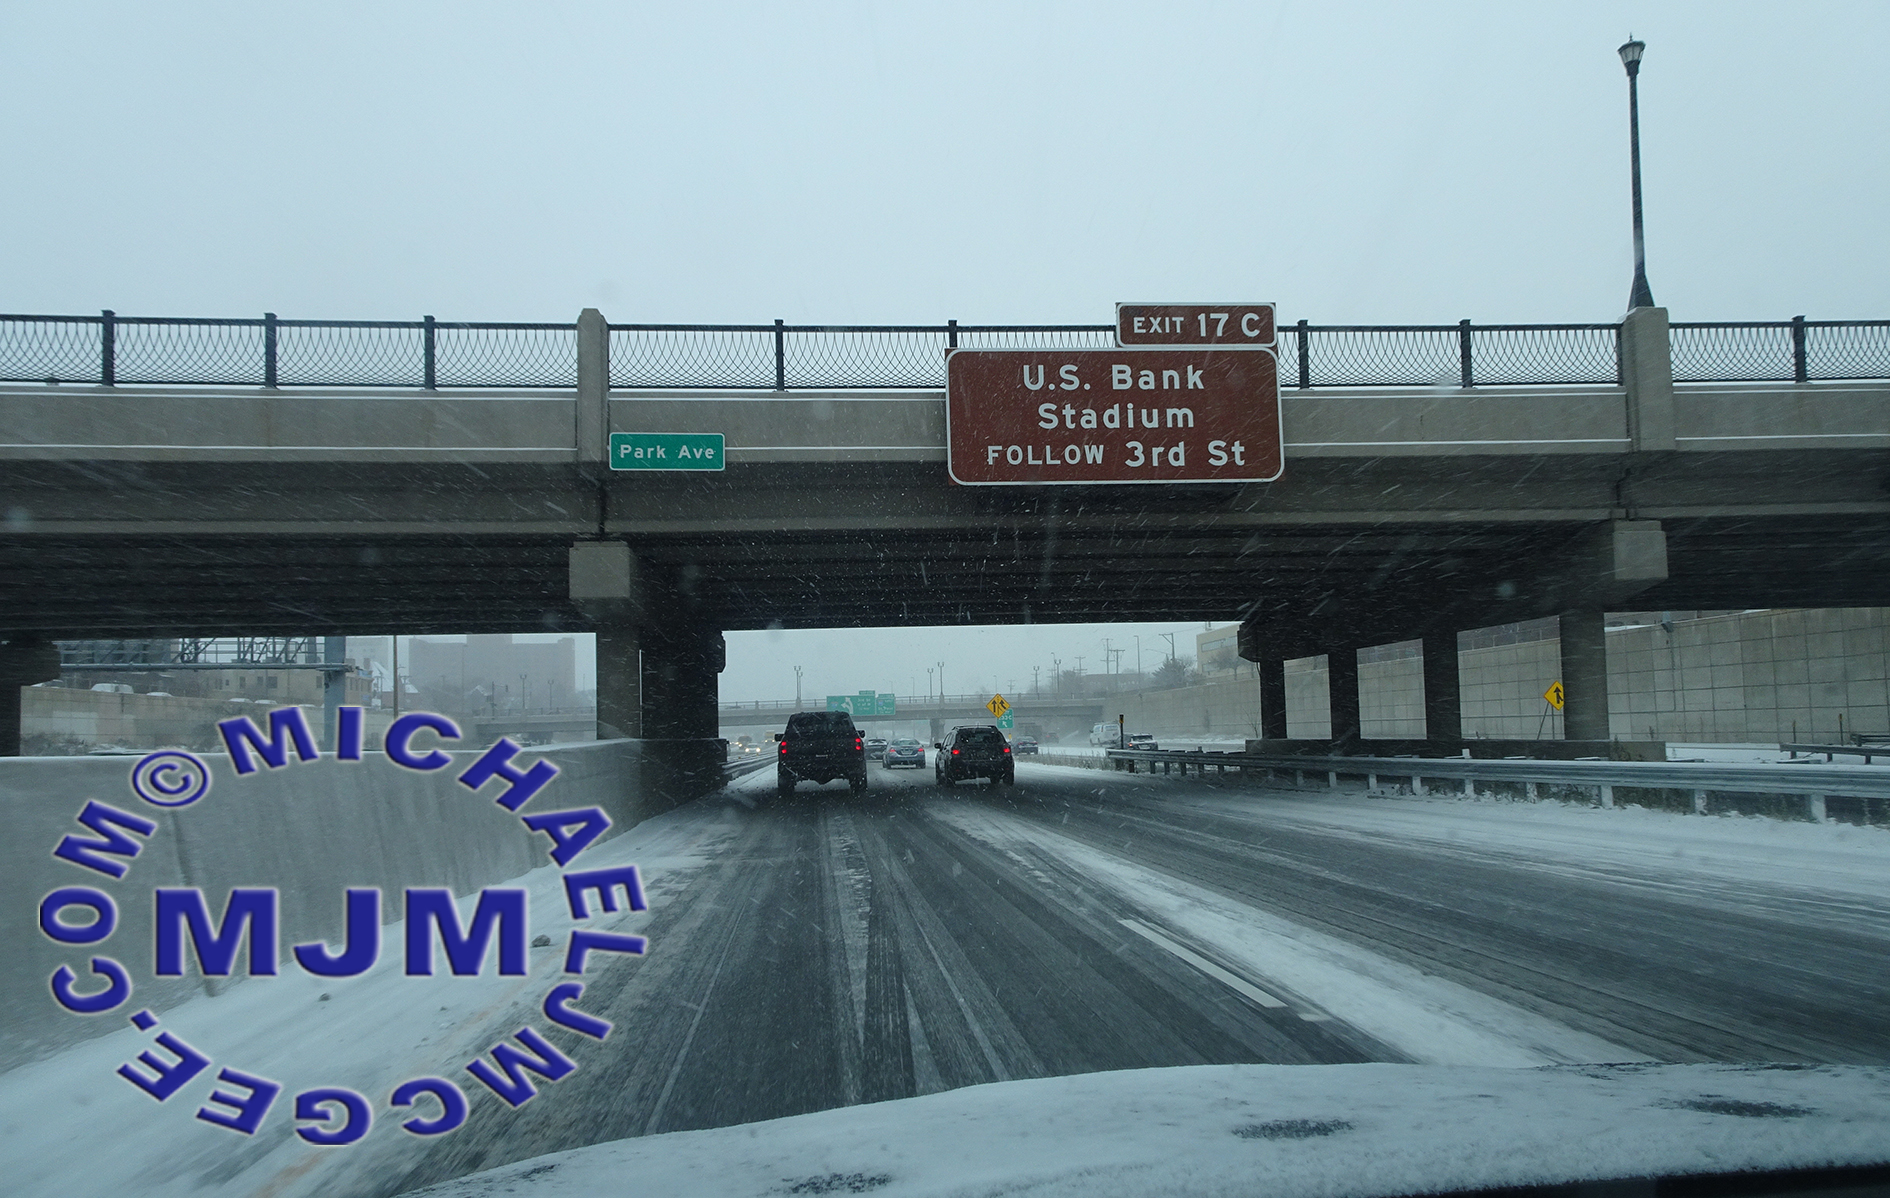 EXIT 17 C
U.S. Bank
Stadium
FOLLOW 3rd St
Park Ave
© MICHAELJMCGEE.COM
MJM